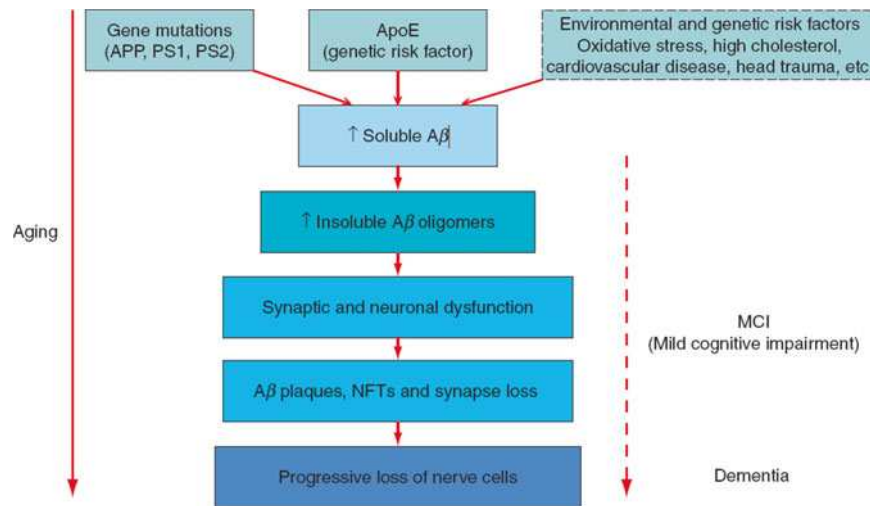 Gene mutations
(APP, PS1, PS2)
ApoE
(genetic risk factor)
Environmental and genetic risk factors
Oxidative stress, high cholesterol,
cardiovascular disease, head trauma, etc
↑ Soluble Aβ
↑ Insoluble Aβ oligomers
Aging
Synaptic and neuronal dysfunction
MCI
(Mild cognitive impairment)
Aβ plaques, NFTs and synapse loss
Progressive loss of nerve cells
Dementia